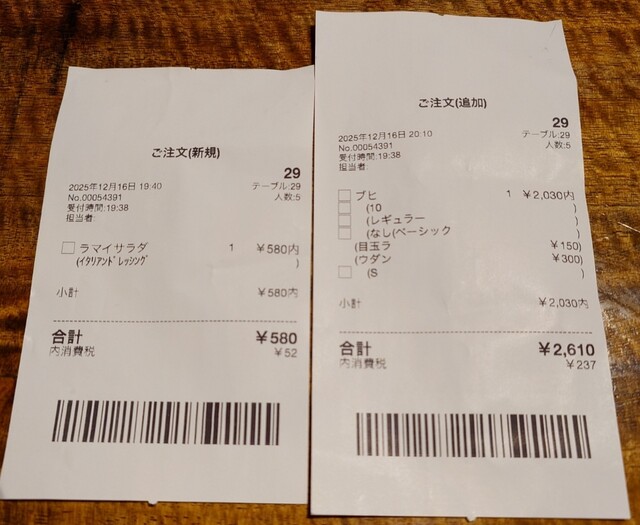 ご注文(新規)
29
2025年12月16日 19:40 テーブル:29
No.00054391 人数:5
受付時間:19:38
担当者:
ラマイサラダ 1 ¥580内
(イタリアンドレッシング )
小計 ¥580内
合計 ¥580
内消費税 ¥52
ご注文(追加)
29
2025年12月16日 20:10 テーブル:29
No.00054391 人数:5
受付時間:19:38
担当者:
ブヒ 1 ¥2,030内
(10 )
(レギュラー )
(なし(ベーシック )
(目玉ラ ¥150)
(ウダン ¥300)
(S )
小計 ¥2,030内
合計 ¥2,610
内消費税 ¥237